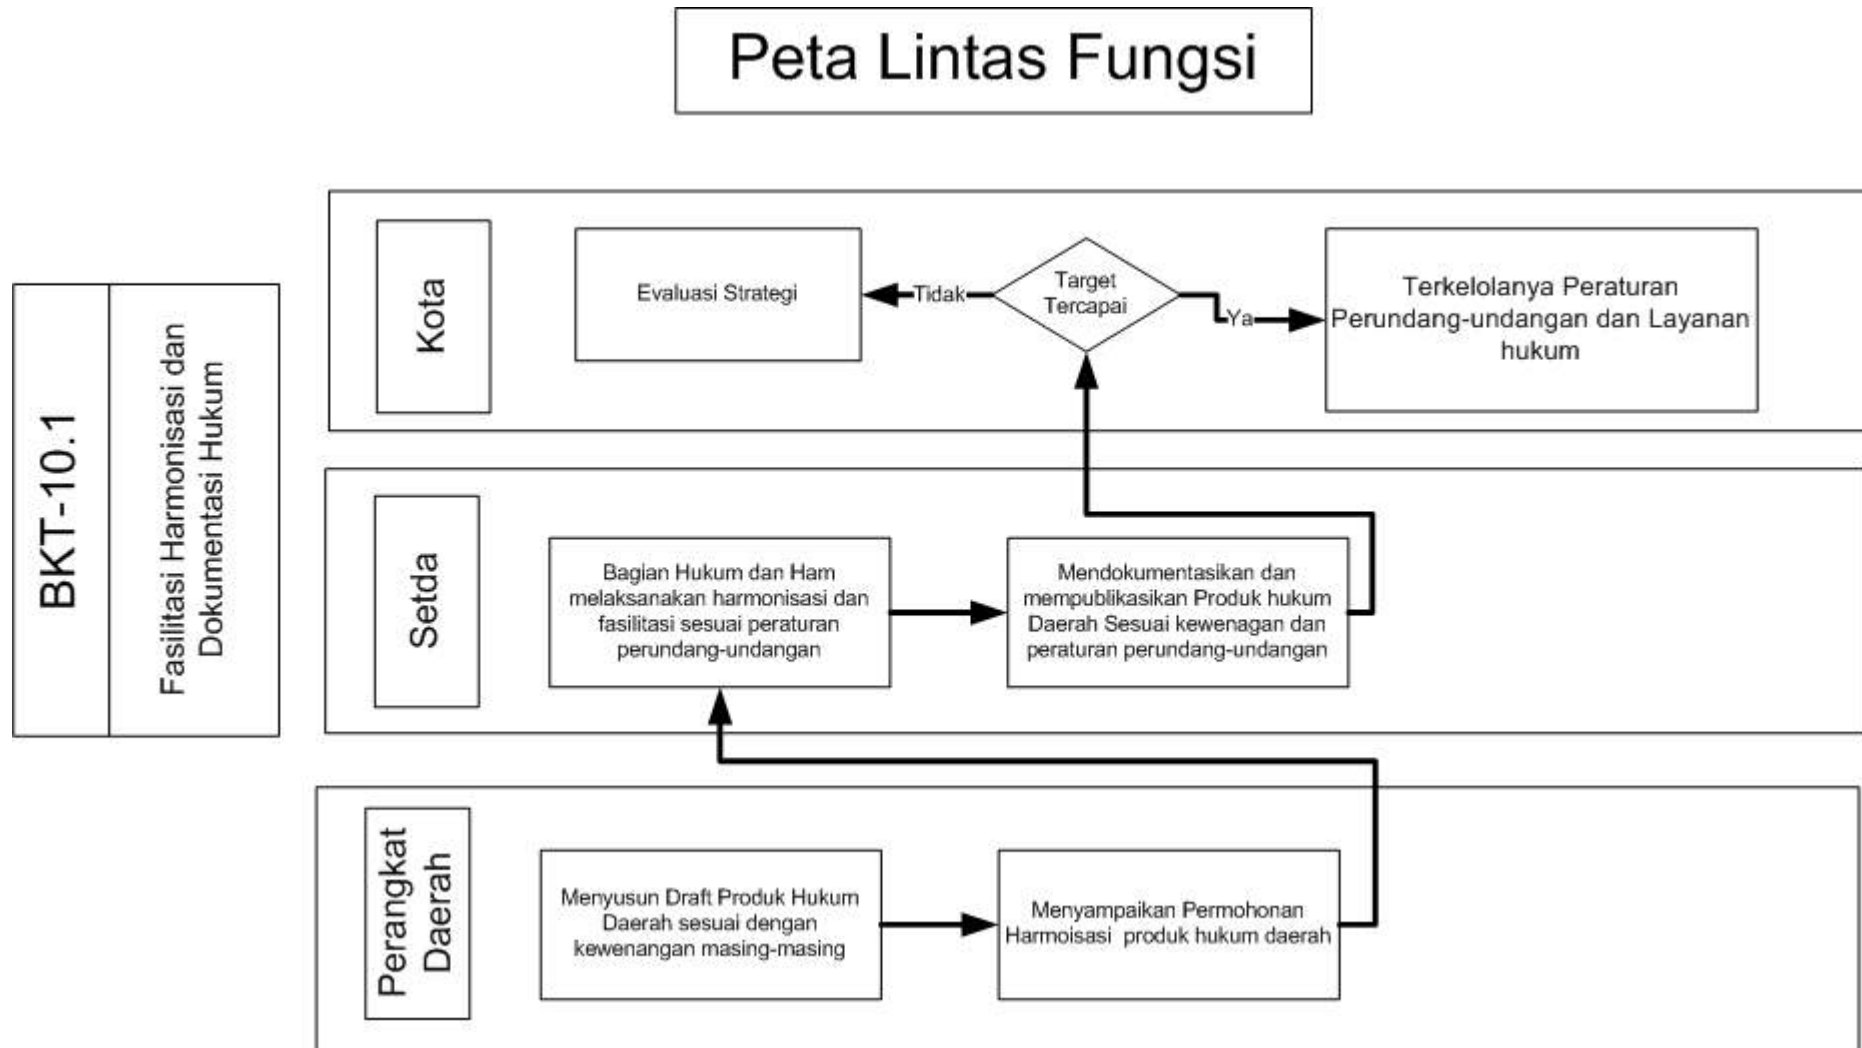 Peta Lintas Fungsi
BKT-10.1
Fasilitasi Harmonisasi dan
Dokumentasi Hukum
Kota
Evaluasi Strategi
Tidak
Target
Tercapai
Ya
Terkelolanya Peraturan
Perundang-undangan dan Layanan
hukum
Setda
Bagian Hukum dan Ham
melaksanakan harmonisasi dan
fasilitasi sesuai peraturan
perundang-undangan
Mendokumentasikan dan
mempublikasikan Produk hukum
Daerah Sesuai kewenagan dan
peraturan perundang-undangan
Perangkat
Daerah
Menyusun Draft Produk Hukum
Daerah sesuai dengan
kewenangan masing-masing
Menyampaikan Permohonan
Harmoisasi produk hukum daerah